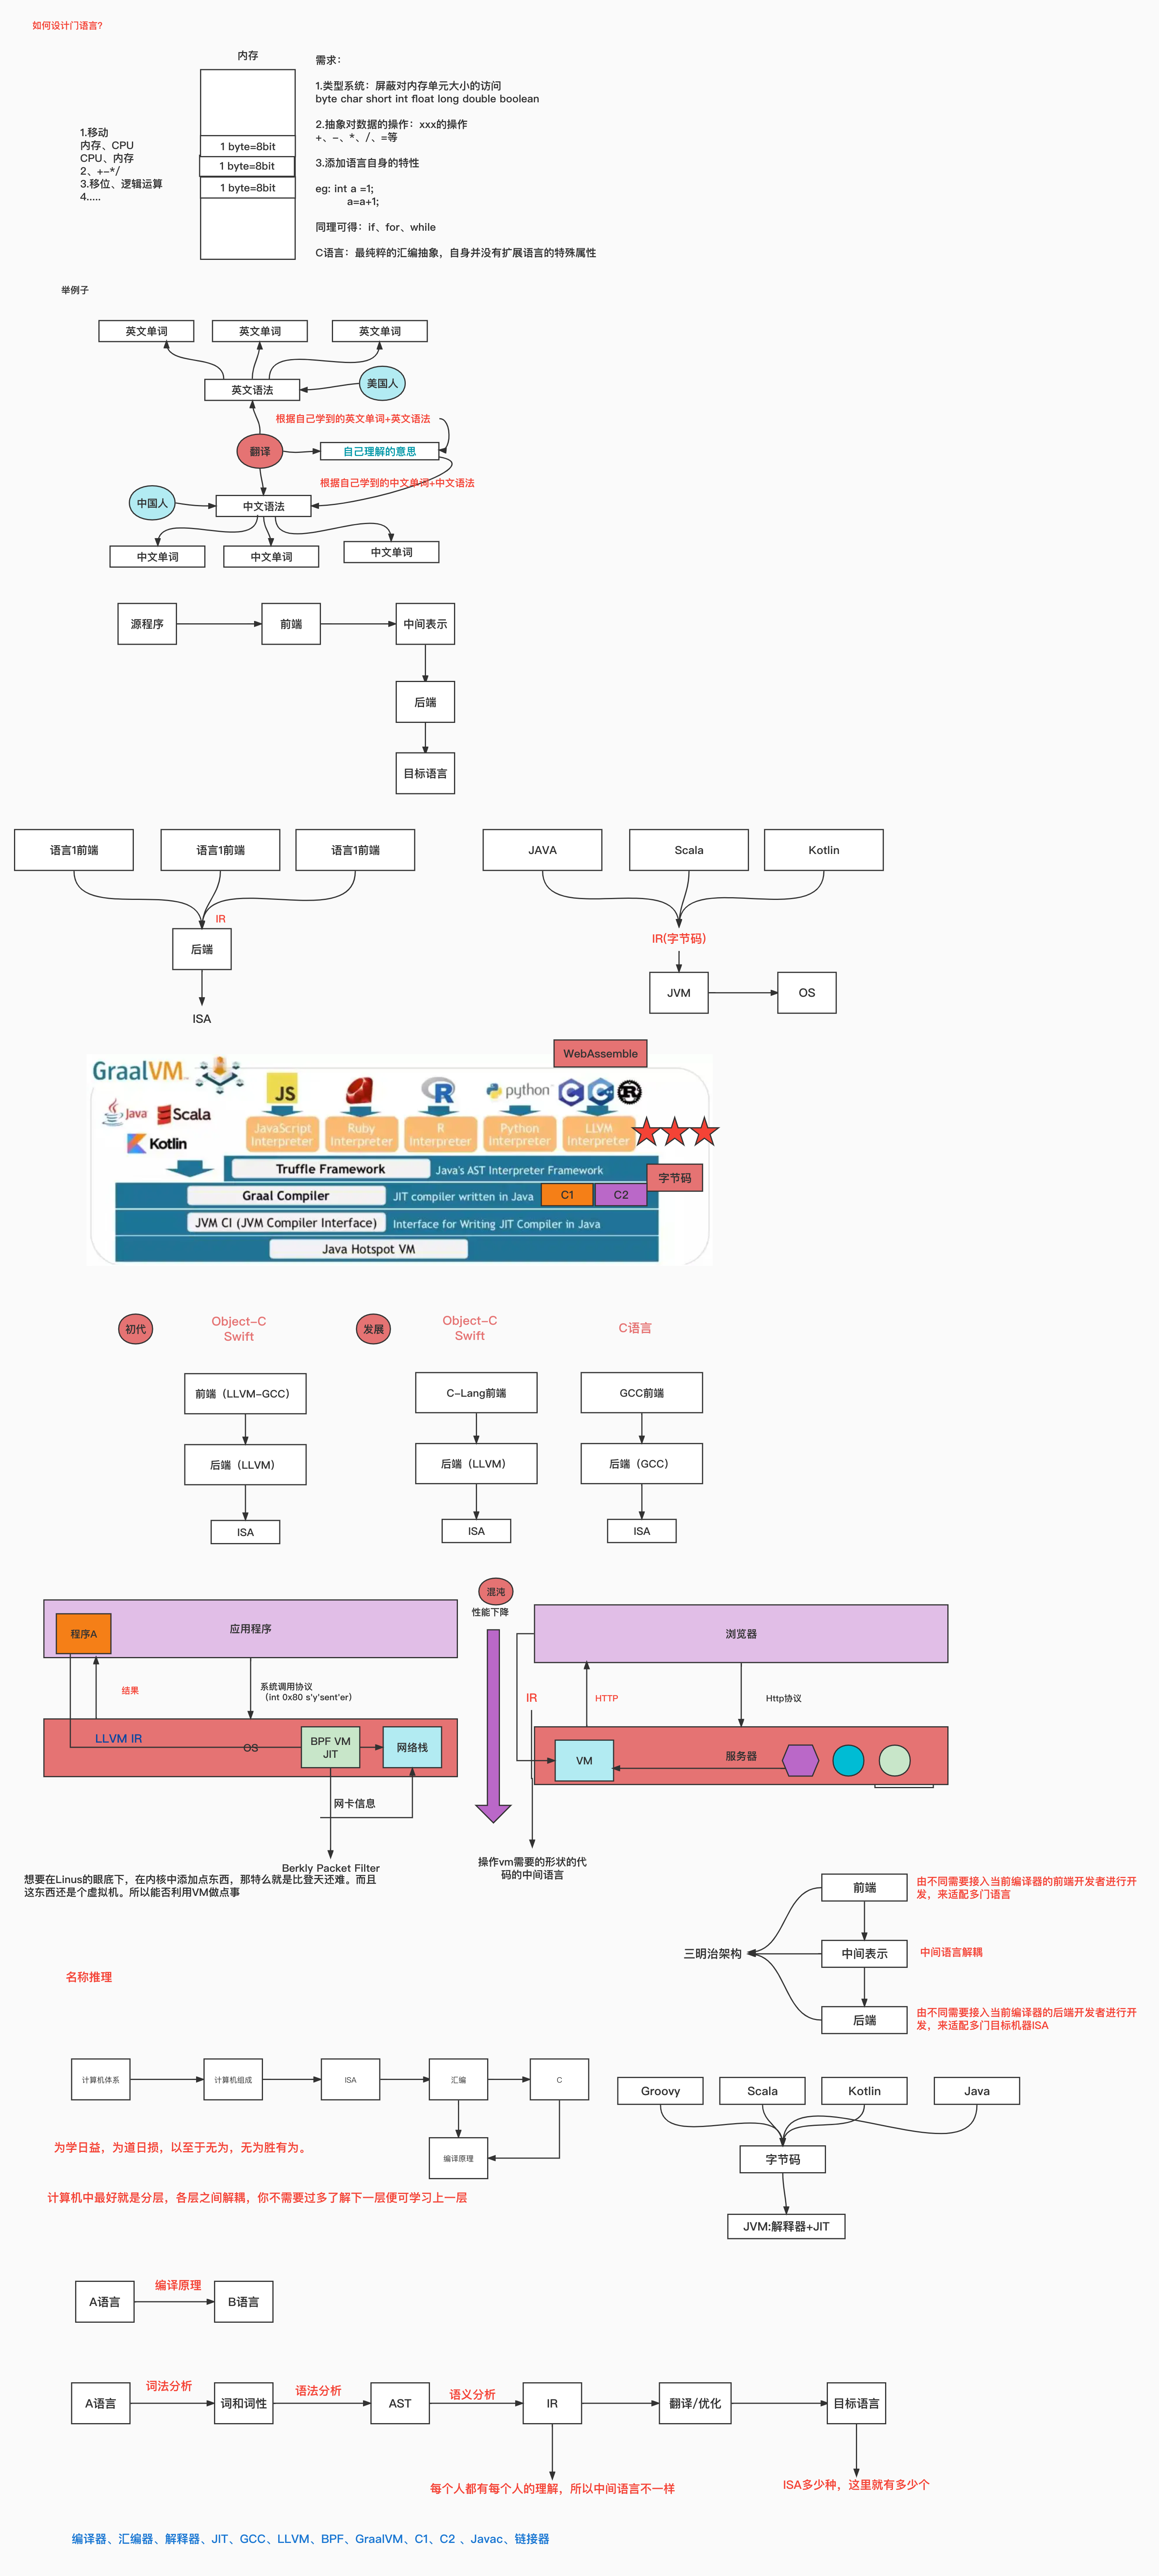 如何设计门语言?
内存
1 byte=8bit
1 byte=8bit
1 byte=8bit
1.移动
内存、CPU
CPU、内存
2、+-*/
3.移位、逻辑运算
4.....
需求：
1.类型系统：屏蔽对内存单元大小的访问
byte char short int float long double boolean
2.抽象对数据的操作：xxx的操作
+、-、*、/、=等
3.添加语言自身的特性
eg: int a =1;
a=a+1;
同理可得：if、for、while
C语言：最纯粹的汇编抽象，自身并没有扩展语言的特殊属性
举例子
英文单词
英文单词
英文单词
英文语法
美国人
根据自己学到的英文单词+英文语法
翻译
自己理解的意思
根据自己学到的中文单词+中文语法
中国人
中文语法
中文单词
中文单词
中文单词
源程序
前端
中间表示
后端
目标语言
语言1前端
语言1前端
语言1前端
IR
后端
ISA
JAVA
Scala
Kotlin
IR(字节码)
JVM
OS
WebAssemble
GraalVM
JS
R
python
C
C
R
Java
Scala
Kotlin
JavaScript
Interpreter
Ruby
Interpreter
R
Interpreter
Python
Interpreter
LLVM
Interpreter
Truffle Framework
Java's AST Interpreter Framework
字节码
Graal Compiler
JIT compiler written in Java
C1
C2
JVM CI (JVM Compiler Interface)
Interface for Writing JIT Compiler in Java
Java Hotspot VM
初代
Object-C
Swift
发展
Object-C
Swift
C语言
前端（LLVM-GCC）
后端（LLVM）
ISA
C-Lang前端
后端（LLVM）
ISA
GCC前端
后端（GCC）
ISA
混沌
性能下降
程序A
应用程序
结果
系统调用协议
（int 0x80 s'y'sent'er）
LLVM IR
OS
BPF VM
JIT
网络栈
网卡信息
Berkly Packet Filter
想要在Linus的眼底下，在内核中添加点东西，那特么就是比登天还难。而且
这东西还是个虚拟机。所以能否利用VM做点事
浏览器
IR
HTTP
Http协议
VM
服务器
操作vm需要的形状的代
码的中间语言
三明治架构
前端
由不同需要接入当前编译器的前端开发者进行开
发，来适配多门语言
中间表示
中间语言解耦
后端
由不同需要接入当前编译器的后端开发者进行开
发，来适配多门目标机器ISA
名称推理
计算机体系
计算机组成
ISA
汇编
C
编译原理
为学日益，为道日损，以至于无为，无为胜有为。
计算机中最好就是分层，各层之间解耦，你不需要过多了解下一层便可学习上一层
Groovy
Scala
Kotlin
Java
字节码
JVM:解释器+JIT
A语言
编译原理
B语言
A语言
词法分析
词和词性
语法分析
AST
语义分析
IR
翻译/优化
目标语言
每个人都有每个人的理解，所以中间语言不一样
ISA多少种，这里就有多少个
编译器、汇编器、解释器、JIT、GCC、LLVM、BPF、GraalVM、C1、C2 、Javac、链接器